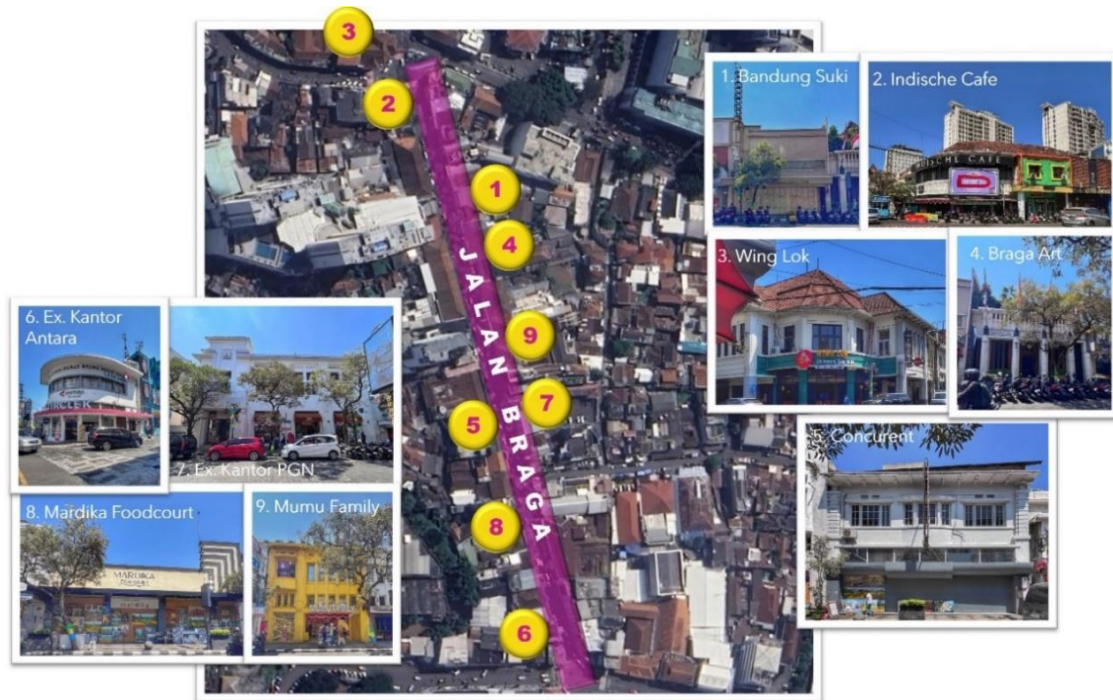 3
2
1
4
9
7
5
8
6
JALAN BRAGA
1. Bandung Suki
2. Indische Cafe
INDISCHE CAFE
3. Wing Lok
4. Braga Art
5. Concurent
6. Ex. Kantor
Antara
7. Ex. Kantor PGN
8. Mardika Foodcourt
MARDIKA
9. Mumu Family